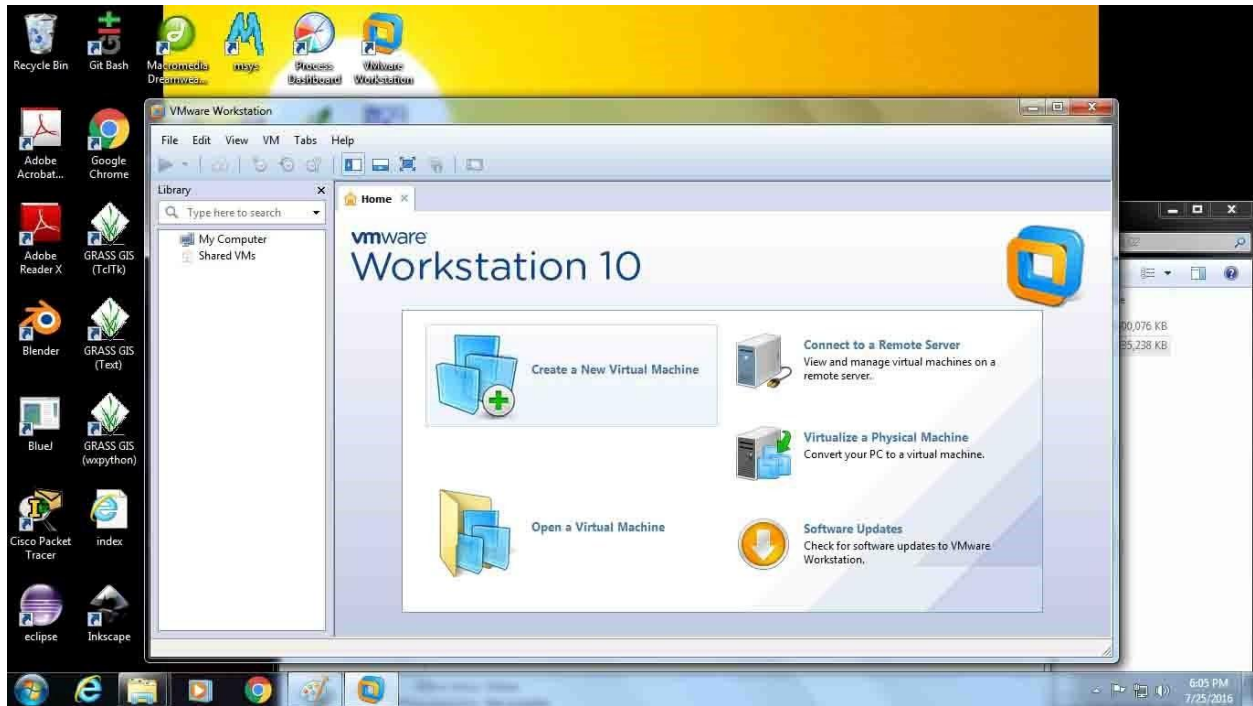 Recycle Bin
Git Bash
Macromedia
Dreamwea...
msys
Process
Dashboard
VMware
Workstation
Adobe
Acrobat...
Google
Chrome
Adobe
Reader X
GRASS GIS
(TclTk)
Blender
GRASS GIS
(Text)
BlueJ
GRASS GIS
(wxpython)
Cisco Packet
Tracer
index
eclipse
Inkscape
VMware Workstation
File Edit View VM Tabs Help
Library
Type here to search
My Computer
Shared VMs
Home
vmware
Workstation 10
Create a New Virtual Machine
Connect to a Remote Server
View and manage virtual machines on a
remote server.
Virtualize a Physical Machine
Convert your PC to a virtual machine.
Open a Virtual Machine
Software Updates
Check for software updates to VMware
Workstation.
00,076 KB
35,238 KB
6:05 PM
7/25/2016